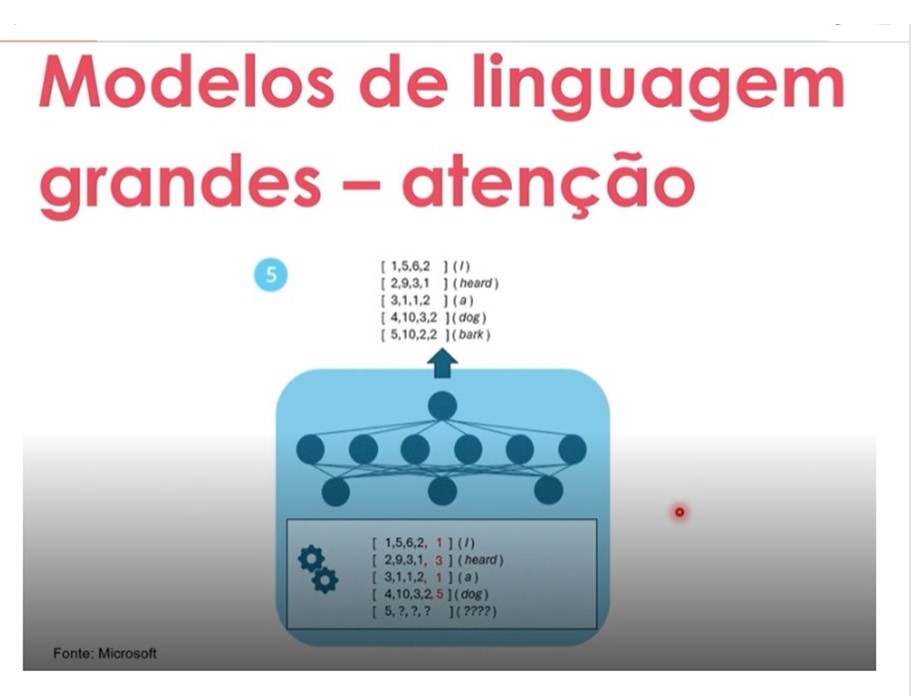 Modelos de linguagem
grandes – atenção
5
[ 1,5,6,2 ] ( I )
[ 2,9,3,1 ] ( heard )
[ 3,1,1,2 ] ( a )
[ 4,10,3,2 ] ( dog )
[ 5,10,2,2 ] ( bark )
[ 1,5,6,2, 1 ] ( I )
[ 2,9,3,1, 3 ] ( heard )
[ 3,1,1,2, 1 ] ( a )
[ 4,10,3,2, 5 ] ( dog )
[ 5, ?, ?, ? ] ( ???? )
Fonte: Microsoft